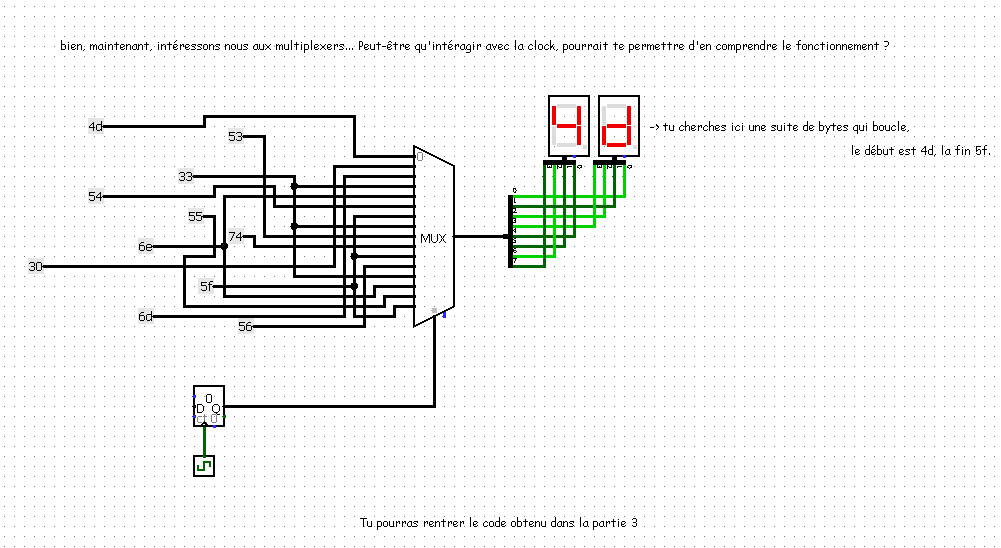 bien, maintenant, intéressons nous aux multiplexers... Peut-être qu'intéragir avec la clock, pourrait te permettre d'en comprendre le fonctionnement ?
4d
53
-> tu cherches ici une suite de bytes qui boucle,
le début est 4d, la fin 5f.
0
33
54
55
74
MUX
6e
30
5f
6d
56
0
D Q
ct 0
Tu pourras rentrer le code obtenu dans la partie 3